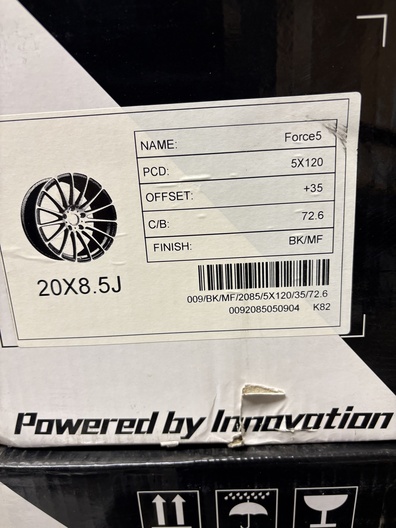 NAME: Force5
PCD: 5X120
OFFSET: +35
C/B: 72.6
FINISH: BK/MF
20X8.5J
009/BK/MF/2085/5X120/35/72.6
0092085050904 K82
Powered by Innovation